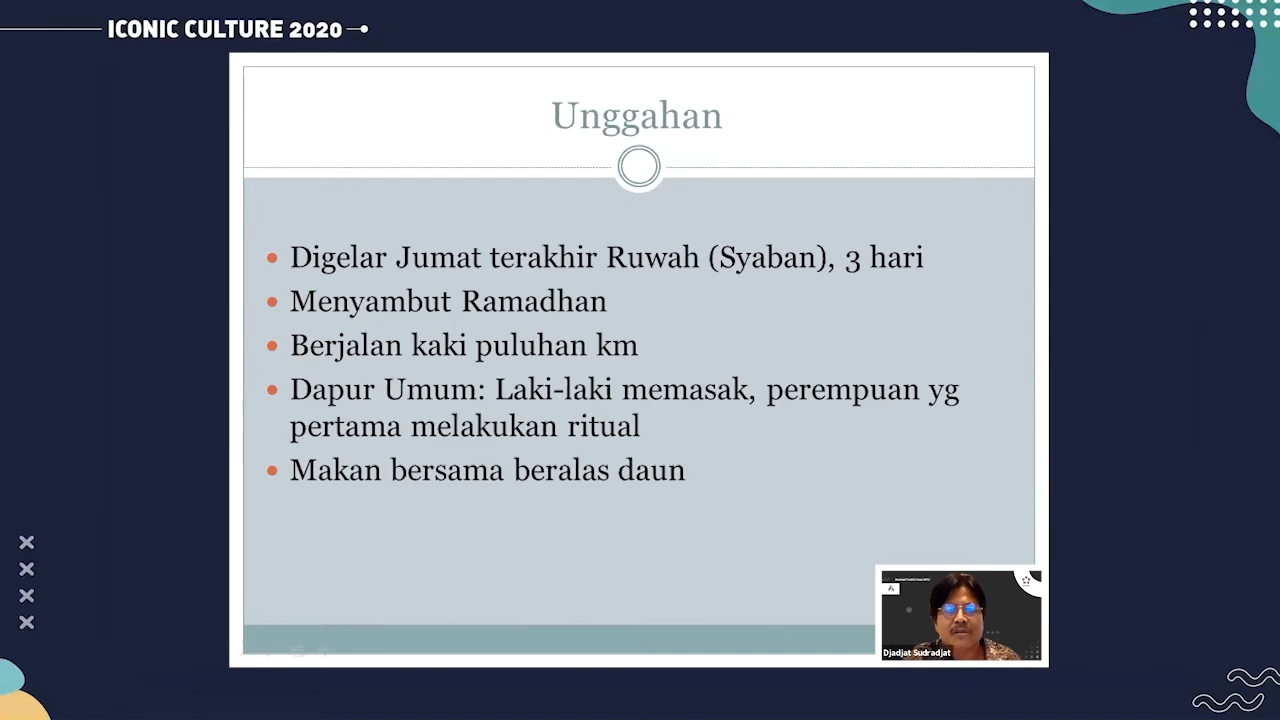 ICONIC CULTURE 2020
Unggahan
Digelar Jumat terakhir Ruwah (Syaban), 3 hari
Menyambut Ramadhan
Berjalan kaki puluhan km
Dapur Umum: Laki-laki memasak, perempuan yg
pertama melakukan ritual
Makan bersama beralas daun
Djadjat Sudradjat